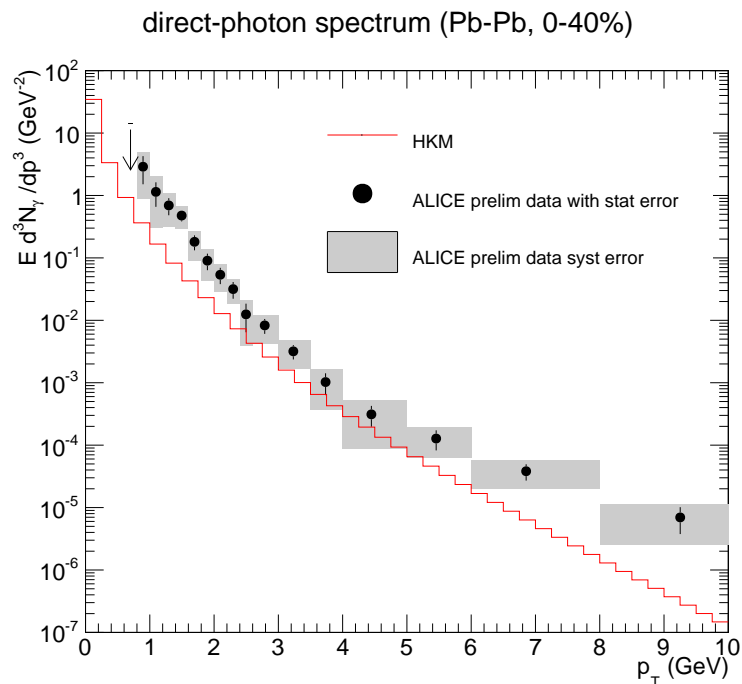 direct-photon spectrum (Pb-Pb, 0-40%)
E d³Nγ /dp³ (GeV⁻²)
10²
10
1
10⁻¹
10⁻²
10⁻³
10⁻⁴
10⁻⁵
10⁻⁶
10⁻⁷
HKM
ALICE prelim data with stat error
ALICE prelim data syst error
0 1 2 3 4 5 6 7 8 9 10
p_T (GeV)